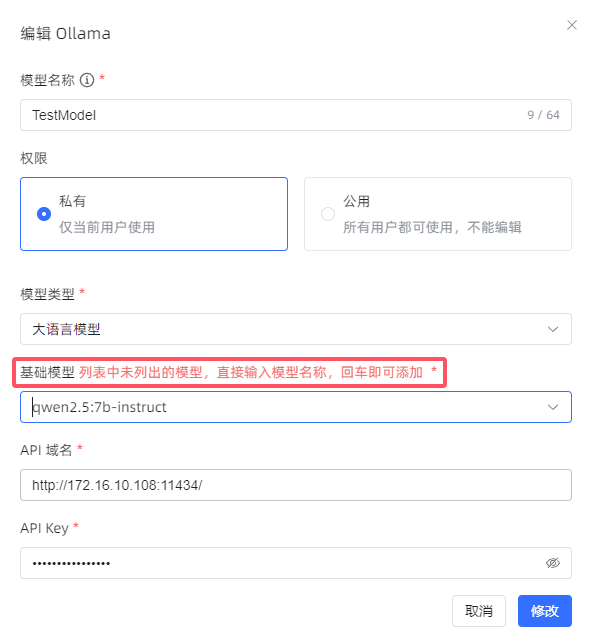 编辑 Ollama
模型名称 *
TestModel 9 / 64
权限
私有
仅当前用户使用
公用
所有用户都可使用，不能编辑
模型类型 *
大语言模型
基础模型 列表中未列出的模型，直接输入模型名称，回车即可添加 *
qwen2.5:7b-instruct
API 域名 *
http://172.16.10.108:11434/
API Key *
••••••••••••••••
取消 修改